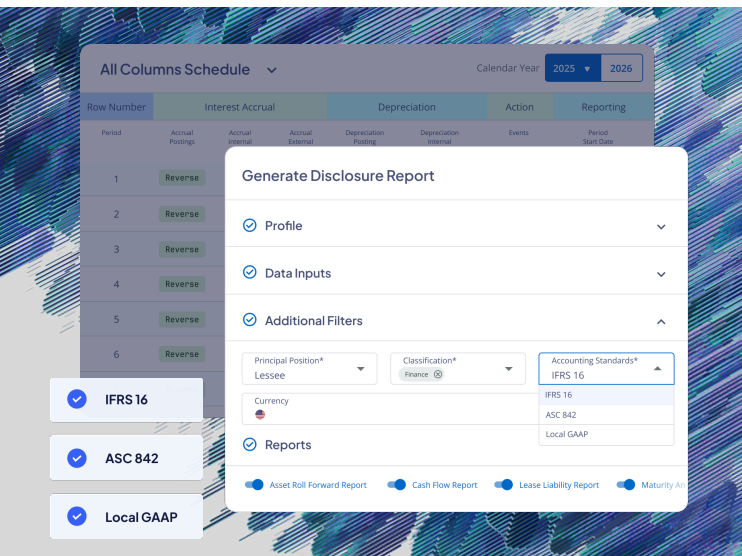 All Columns Schedule
Calendar Year 2025 2026
Row Number Interest Accrual Depreciation Action Reporting
Period Accrual Postings Accrual Internal Accrual External Depreciation Posting Depreciation Internal Events Period Start Date
1 Reverse
2 Reverse
3 Reverse
4 Reverse
5 Reverse
6 Reverse
Generate Disclosure Report
Profile
Data Inputs
Additional Filters
Principal Position* Classification* Accounting Standards*
Lessee Finance IFRS 16
Currency
IFRS 16
ASC 842
Local GAAP
Reports
Asset Roll Forward Report Cash Flow Report Lease Liability Report Maturity An
IFRS 16
ASC 842
Local GAAP